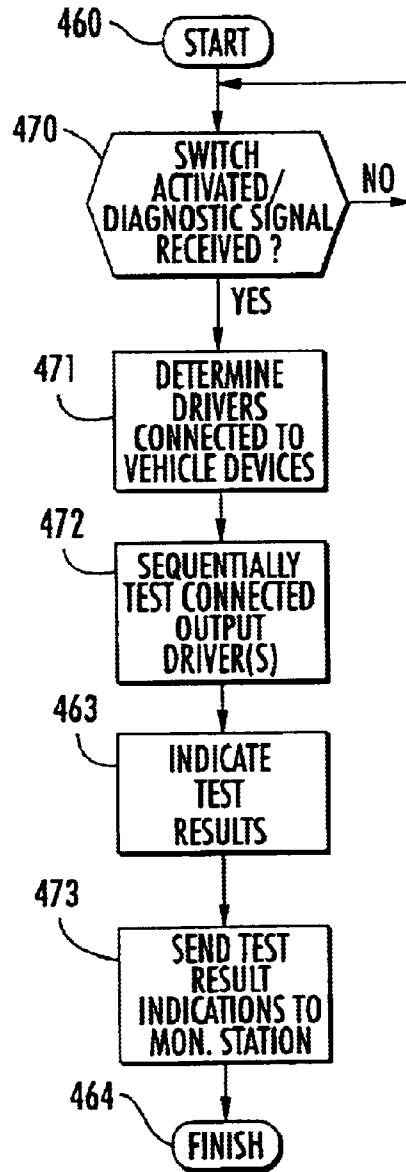 460
START
470
SWITCH
ACTIVATED/
DIAGNOSTIC SIGNAL
RECEIVED ?
NO
YES
471
DETERMINE
DRIVERS
CONNECTED TO
VEHICLE DEVICES
472
SEQUENTIALLY
TEST CONNECTED
OUTPUT
DRIVER(S)
463
INDICATE
TEST
RESULTS
473
SEND TEST
RESULT
INDICATIONS TO
MON. STATION
464
FINISH